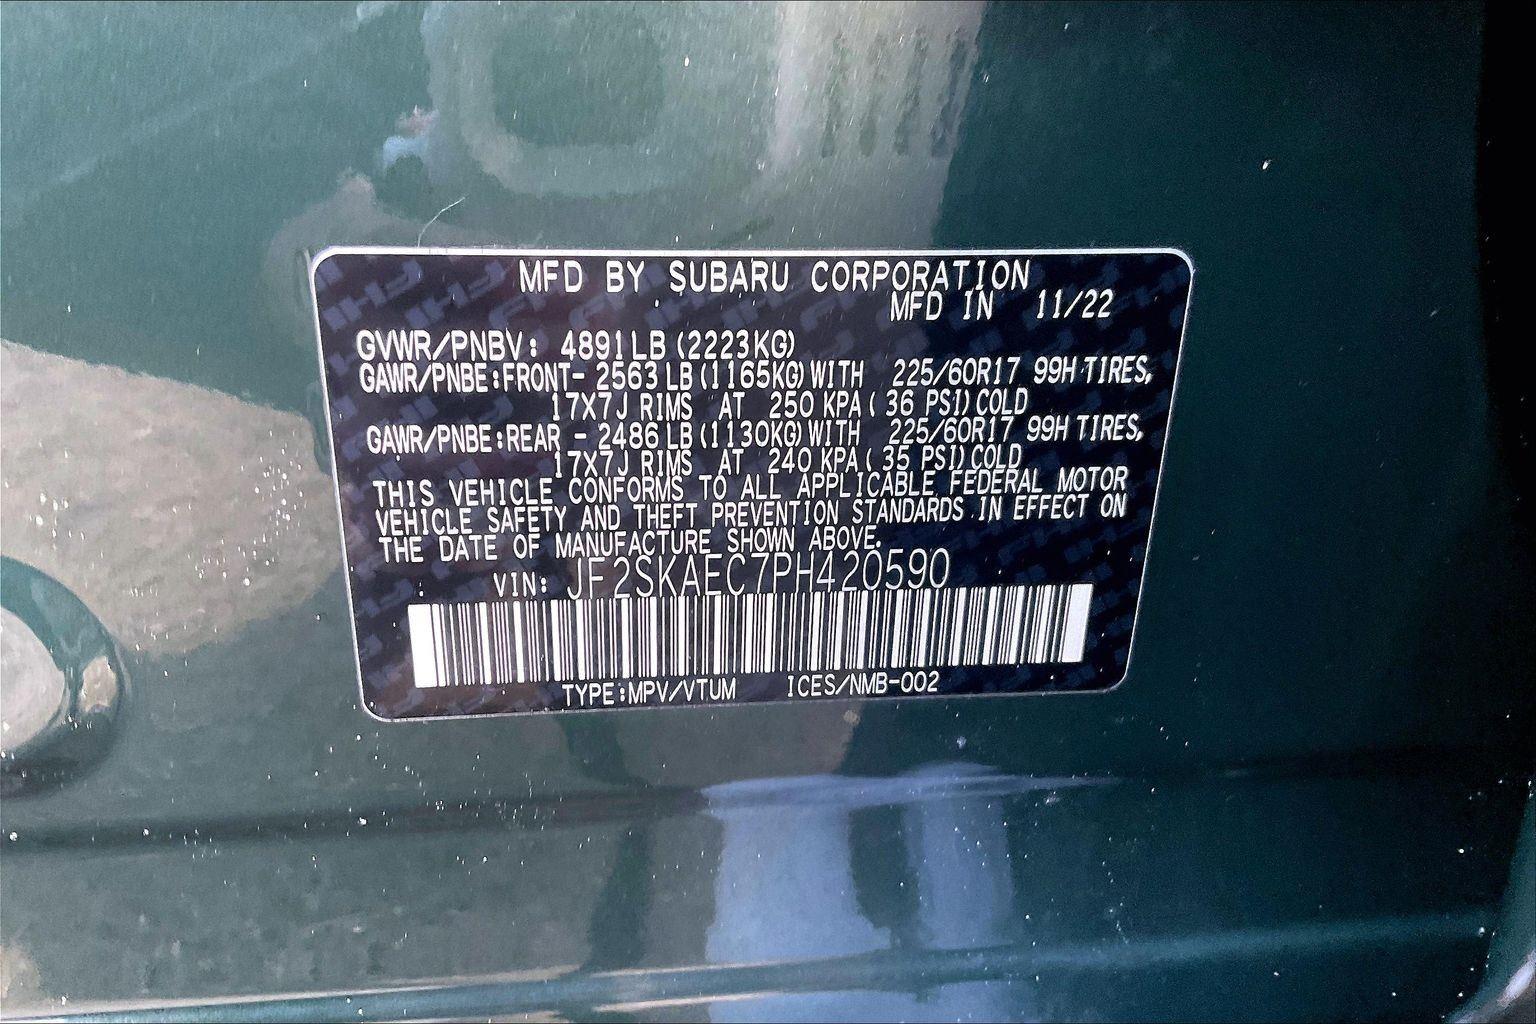 MFD BY SUBARU CORPORATION
MFD IN 11/22
GVWR/PNBV: 4891LB (2223KG)
GAWR/PNBE:FRONT- 2563 LB (1165KG) WITH 225/60R17 99H TIRES,
17X7J RIMS AT 250 KPA ( 36 PSI) COLD
GAWR/PNBE:REAR - 2486 LB (1130KG) WITH 225/60R17 99H TIRES,
17X7J RIMS AT 240 KPA ( 35 PSI) COLD
THIS VEHICLE CONFORMS TO ALL APPLICABLE FEDERAL MOTOR
VEHICLE SAFETY AND THEFT PREVENTION STANDARDS IN EFFECT ON
THE DATE OF MANUFACTURE SHOWN ABOVE.
VIN: JF2SKAEC7PH420590
TYPE:MPV/VTUM ICES/NMB-002